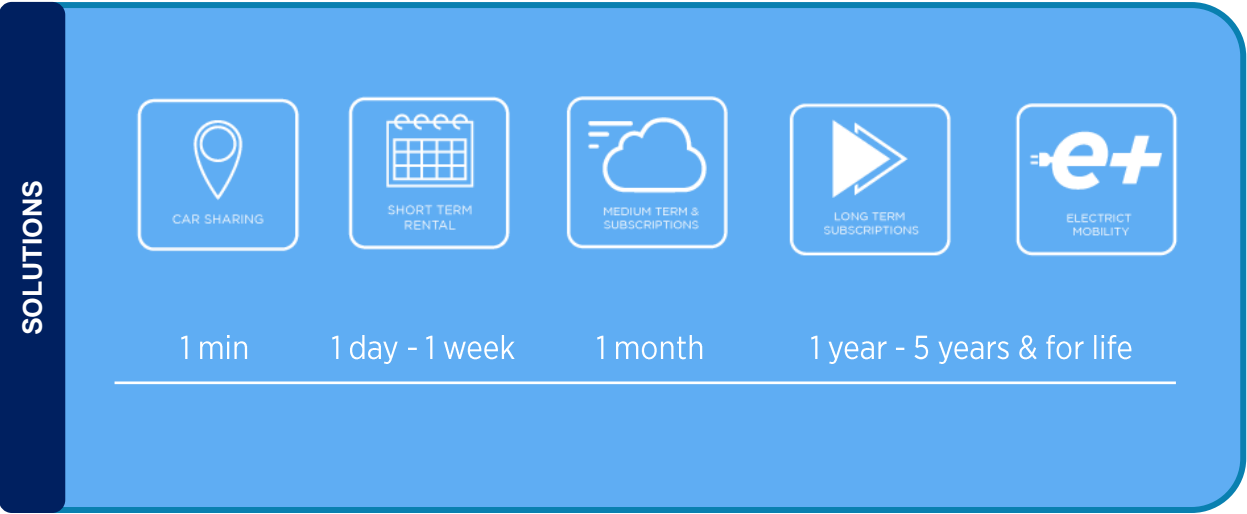 SOLUTIONS
CAR SHARING
SHORT TERM
RENTAL
MEDIUM TERM &
SUBSCRIPTIONS
LONG TERM
SUBSCRIPTIONS
e+
ELECTRICT
MOBILITY
1 min
1 day - 1 week
1 month
1 year - 5 years & for life